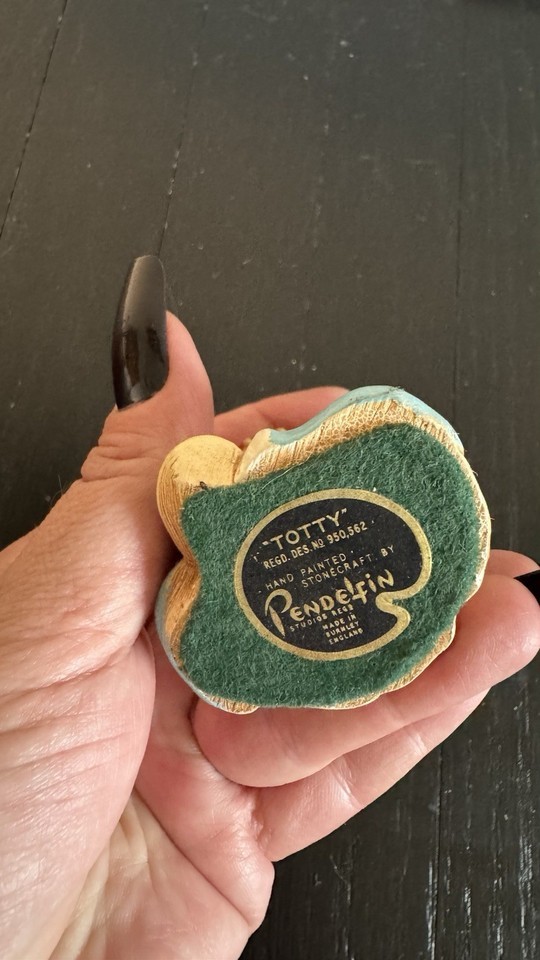 "TOTTY"
REGD. DES. Nº 950,562
HAND PAINTED
STONECRAFT. BY
PENDELFIN
STUDIOS REGD
MADE IN
BURNLEY
ENGLAND